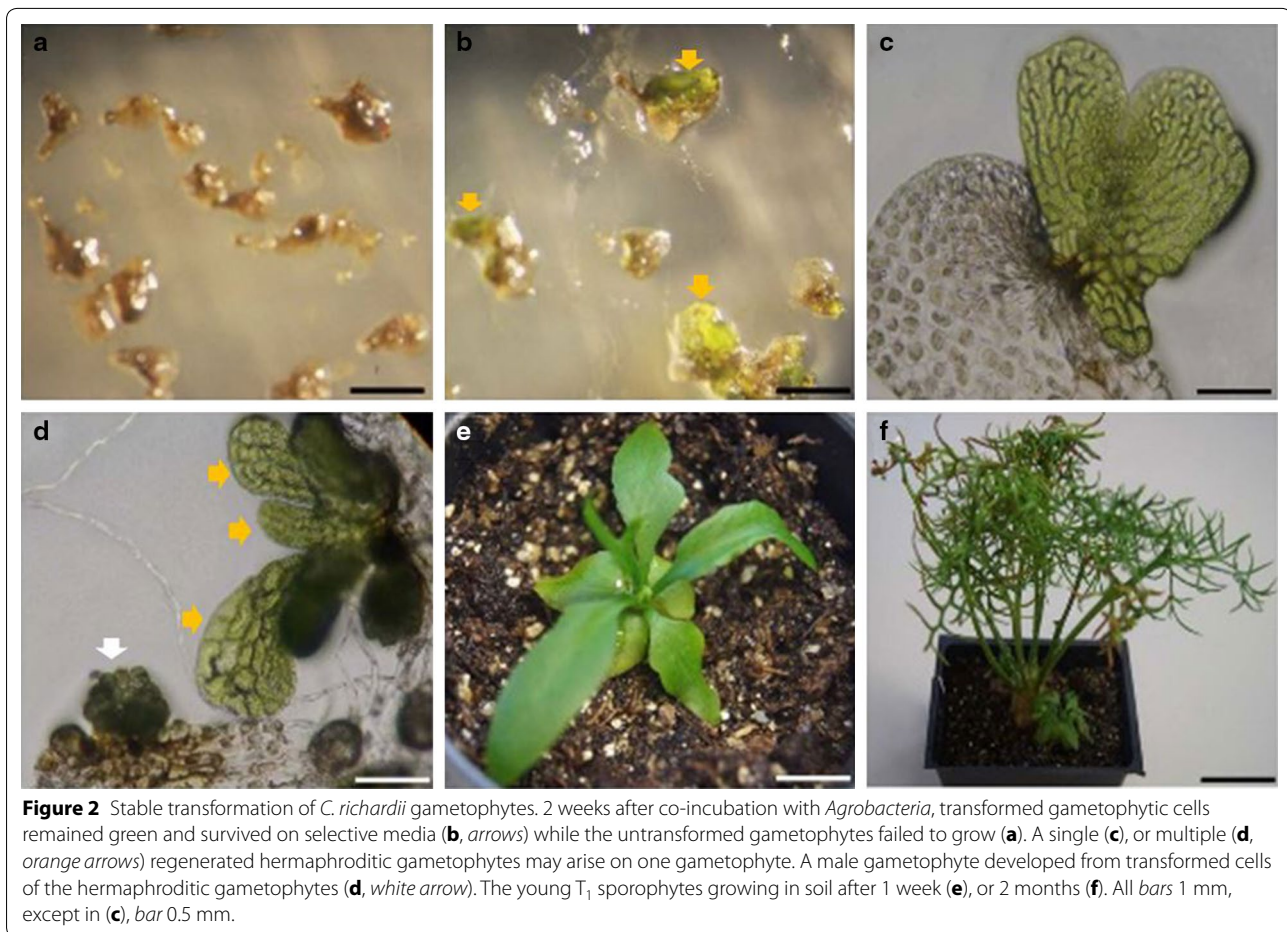 a
b
c
d
e
f
Figure 2 Stable transformation of C. richardii gametophytes. 2 weeks after co-incubation with Agrobacteria, transformed gametophytic cells
remained green and survived on selective media (b, arrows) while the untransformed gametophytes failed to grow (a). A single (c), or multiple (d,
orange arrows) regenerated hermaphroditic gametophytes may arise on one gametophyte. A male gametophyte developed from transformed cells
of the hermaphroditic gametophytes (d, white arrow). The young T₁ sporophytes growing in soil after 1 week (e), or 2 months (f). All bars 1 mm,
except in (c), bar 0.5 mm.